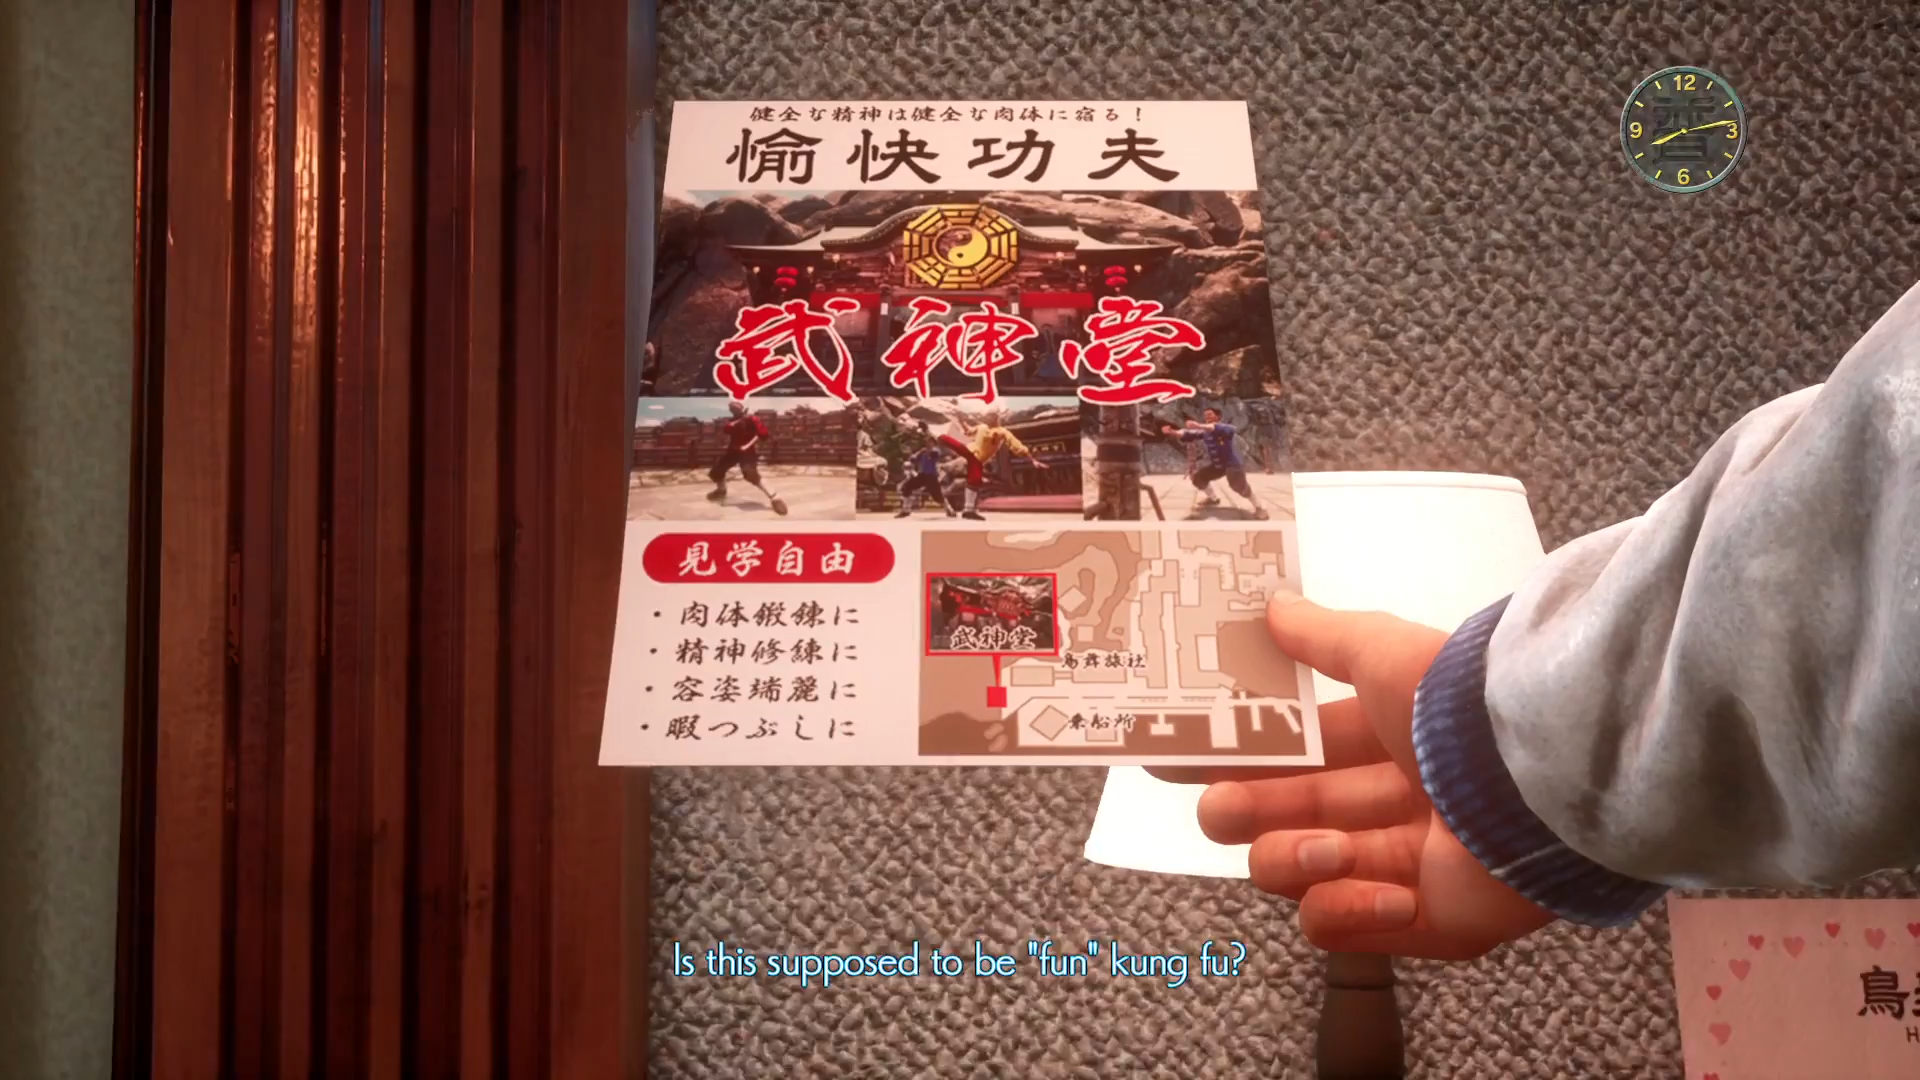 12
9
3
6
健全な精神は健全な肉体に宿る！
愉快功夫
武神堂
見学自由
・肉体鍛錬に
・精神修練に
・容姿端麗に
・暇つぶしに
武神堂
鳥舞旅社
乗船所
Is this supposed to be "fun" kung fu?
鳥
H